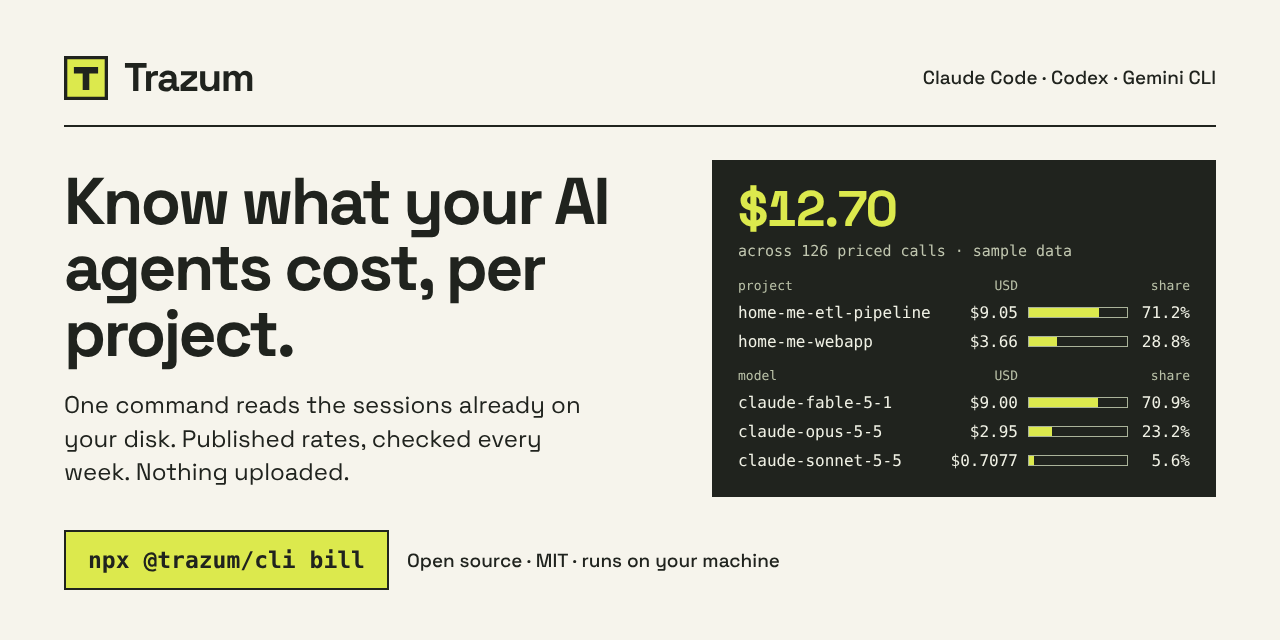 T Trazum
Claude Code · Codex · Gemini CLI
Know what your AI
agents cost, per
project.
One command reads the sessions already on
your disk. Published rates, checked every
week. Nothing uploaded.
npx @trazum/cli bill
Open source · MIT · runs on your machine
$12.70
across 126 priced calls · sample data
project USD share
home-me-etl-pipeline $9.05 71.2%
home-me-webapp $3.66 28.8%
model USD share
claude-fable-5-1 $9.00 70.9%
claude-opus-5-5 $2.95 23.2%
claude-sonnet-5-5 $0.7077 5.6%